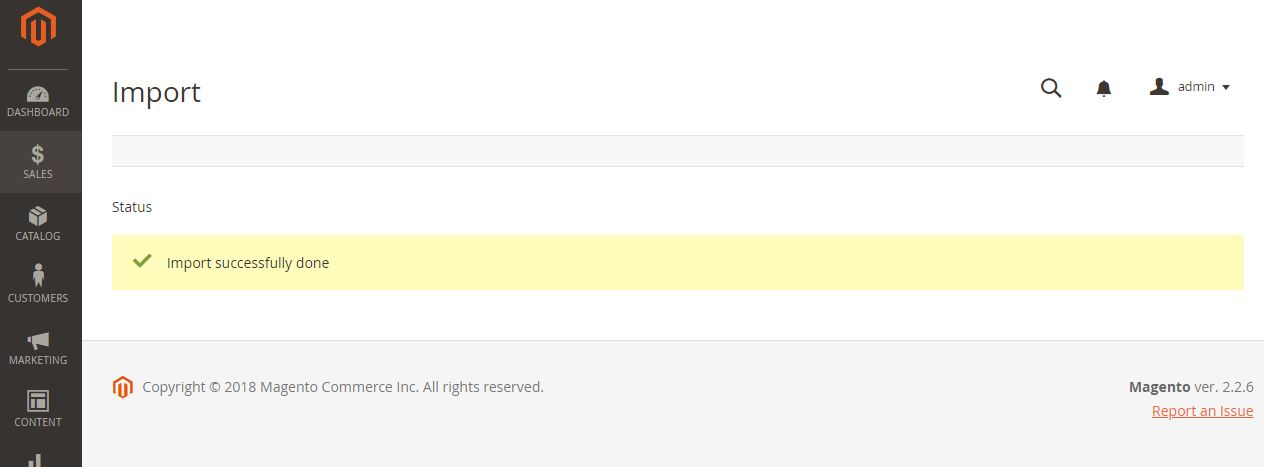 Import
admin
DASHBOARD
$
SALES
CATALOG
CUSTOMERS
MARKETING
CONTENT
Status
Import successfully done
Copyright © 2018 Magento Commerce Inc. All rights reserved.
Magento ver. 2.2.6
Report an Issue